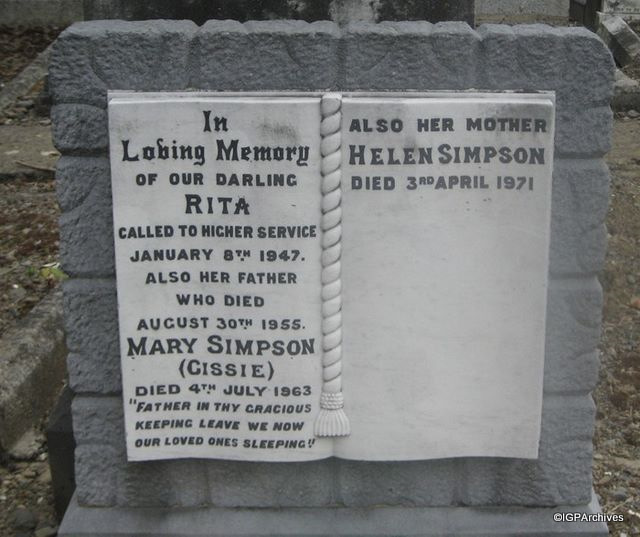 In
Loving Memory
OF OUR DARLING
RITA
CALLED TO HIGHER SERVICE
JANUARY 8TH 1947.
ALSO HER FATHER
WHO DIED
AUGUST 30TH 1955.
MARY SIMPSON
(CISSIE)
DIED 4TH JULY 1963
"FATHER IN THY GRACIOUS
KEEPING LEAVE WE NOW
OUR LOVED ONES SLEEPING"
ALSO HER MOTHER
HELEN SIMPSON
DIED 3RD APRIL 1971
©IGPArchives